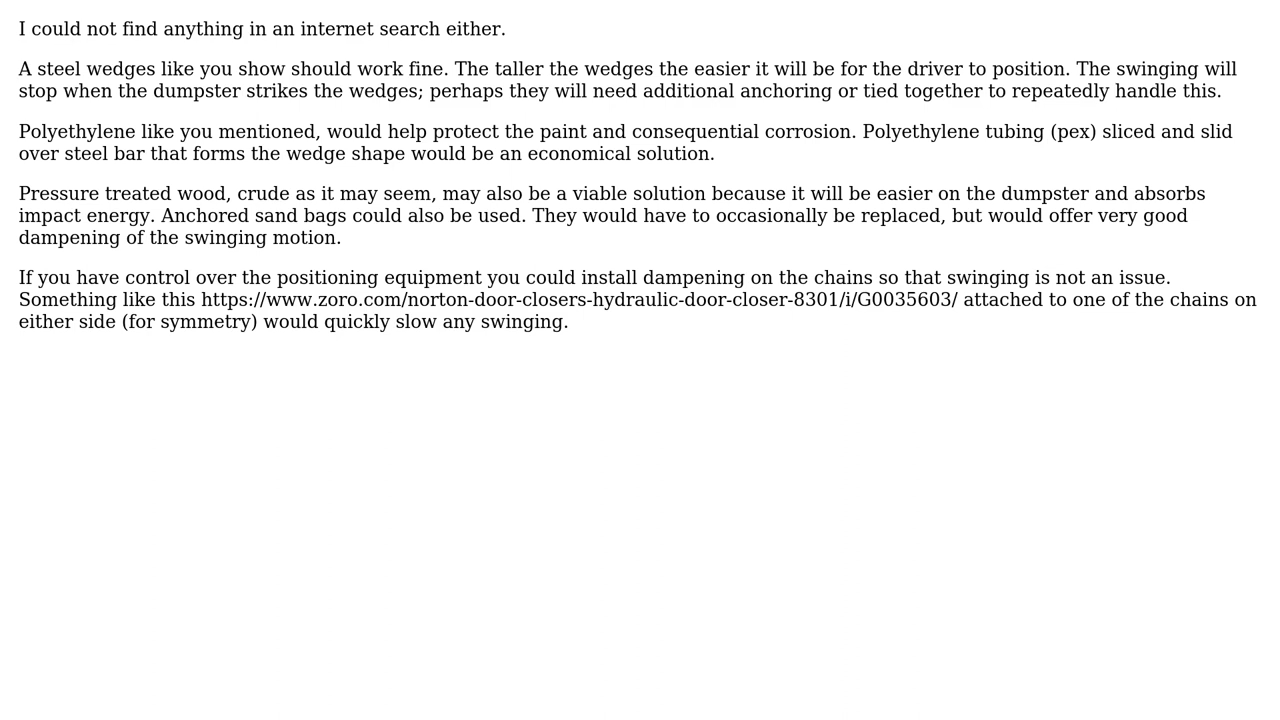 I could not find anything in an internet search either.
A steel wedges like you show should work fine. The taller the wedges the easier it will be for the driver to position. The swinging will
stop when the dumpster strikes the wedges; perhaps they will need additional anchoring or tied together to repeatedly handle this.
Polyethylene like you mentioned, would help protect the paint and consequential corrosion. Polyethylene tubing (pex) sliced and slid
over steel bar that forms the wedge shape would be an economical solution.
Pressure treated wood, crude as it may seem, may also be a viable solution because it will be easier on the dumpster and absorbs
impact energy. Anchored sand bags could also be used. They would have to occasionally be replaced, but would offer very good
dampening of the swinging motion.
If you have control over the positioning equipment you could install dampening on the chains so that swinging is not an issue.
Something like this https://www.zoro.com/norton-door-closers-hydraulic-door-closer-8301/i/G0035603/ attached to one of the chains on
either side (for symmetry) would quickly slow any swinging.